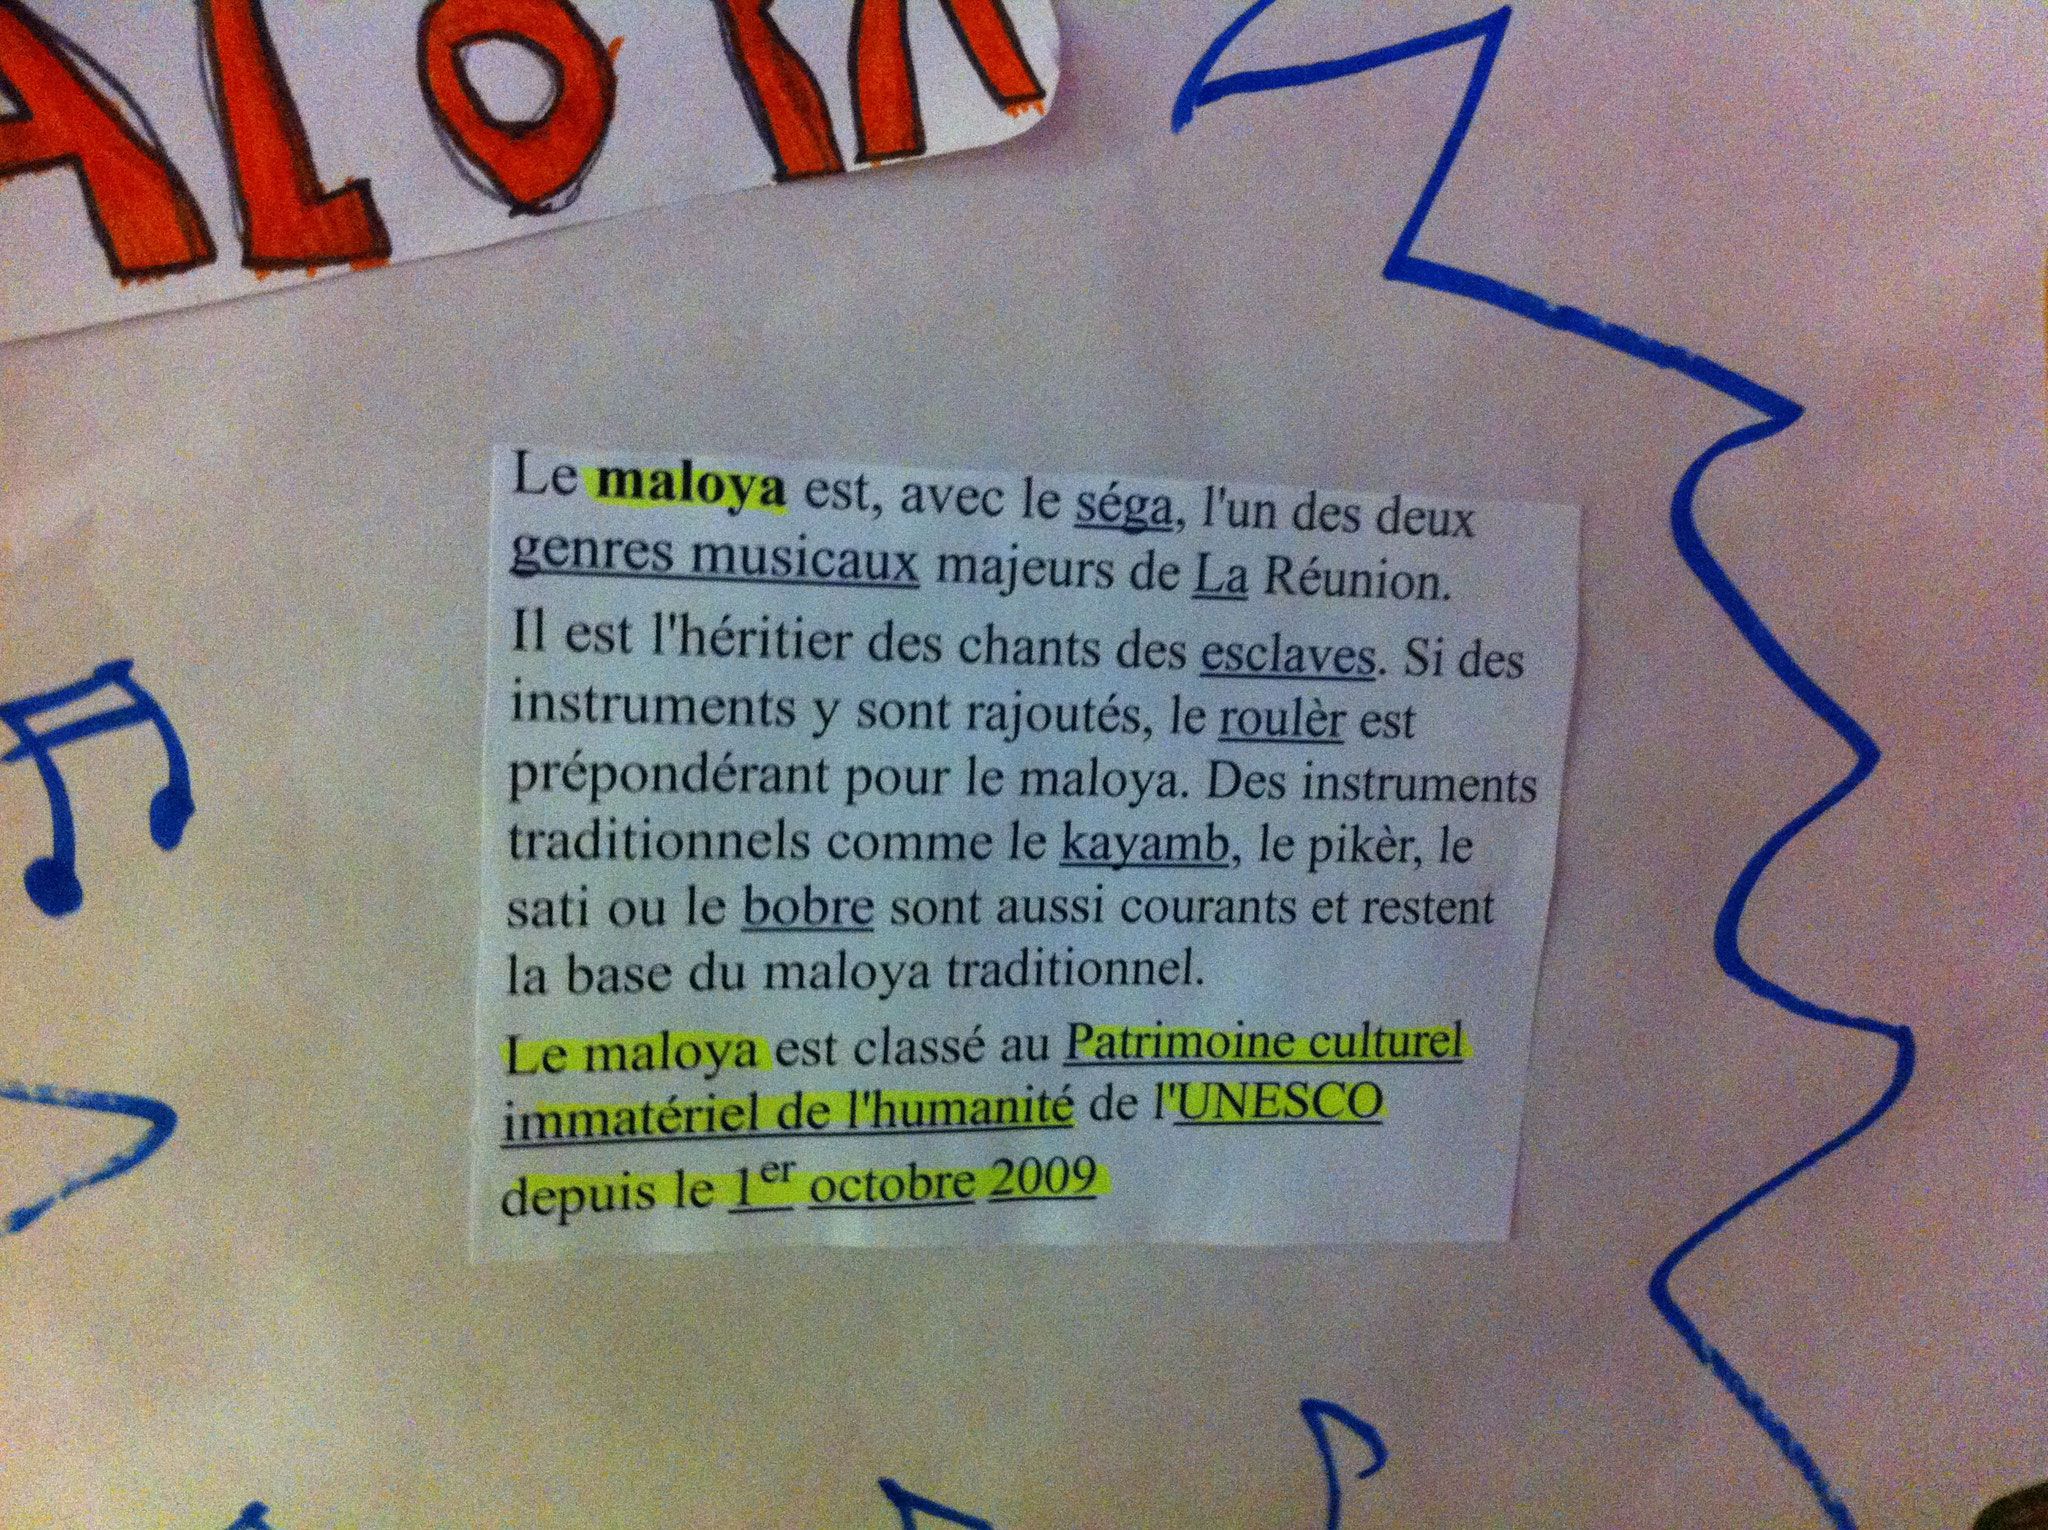 ALOYA
Le maloya est, avec le séga, l'un des deux
genres musicaux majeurs de La Réunion.
Il est l'héritier des chants des esclaves. Si des
instruments y sont rajoutés, le roulèr est
prépondérant pour le maloya. Des instruments
traditionnels comme le kayamb, le pikèr, le
sati ou le bobre sont aussi courants et restent
la base du maloya traditionnel.
Le maloya est classé au Patrimoine culturel
immatériel de l'humanité de l'UNESCO
depuis le 1er octobre 2009